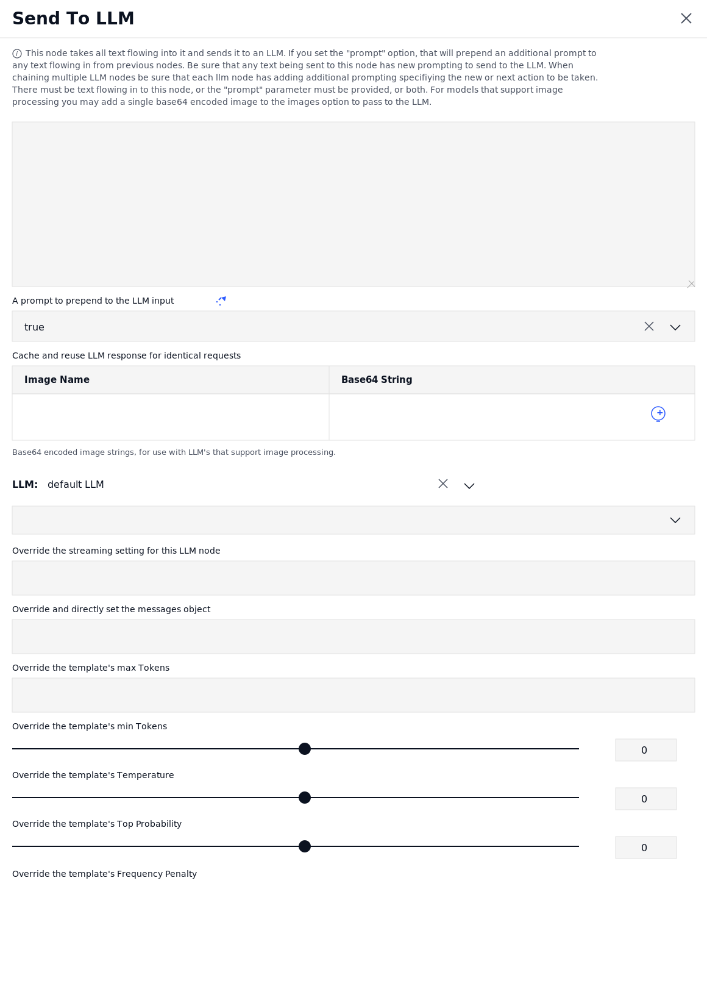 Send To LLM
This node takes all text flowing into it and sends it to an LLM. If you set the "prompt" option, that will prepend an additional prompt to
any text flowing in from previous nodes. Be sure that any text being sent to this node has new prompting to send to the LLM. When
chaining multiple LLM nodes be sure that each llm node has adding additional prompting specifiying the new or next action to be taken.
There must be text flowing in to this node, or the "prompt" parameter must be provided, or both. For models that support image
processing you may add a single base64 encoded image to the images option to pass to the LLM.
A prompt to prepend to the LLM input
true
Cache and reuse LLM response for identical requests
Image Name
Base64 String
Base64 encoded image strings, for use with LLM's that support image processing.
LLM: default LLM
Override the streaming setting for this LLM node
Override and directly set the messages object
Override the template's max Tokens
Override the template's min Tokens
0
Override the template's Temperature
0
Override the template's Top Probability
0
Override the template's Frequency Penalty